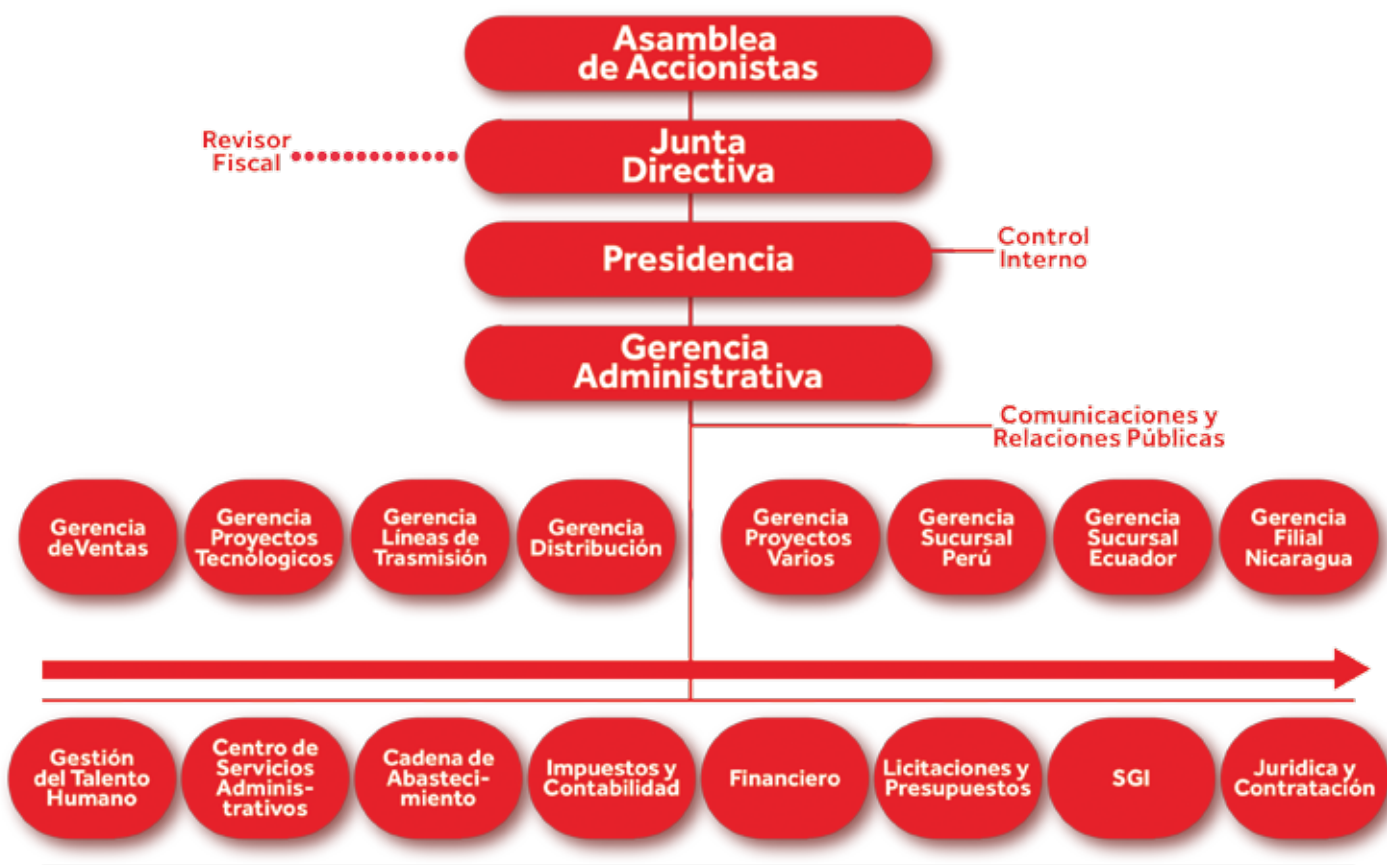 Asamblea
de Accionistas
Revisor
Fiscal
Junta
Directiva
Presidencia
Control
Interno
Gerencia
Administrativa
Comunicaciones y
Relaciones Públicas
Gerencia
deVentas
Gerencia
Proyectos
Tecnólogicos
Gerencia
Líneas de
Trasmisión
Gerencia
Distribución
Gerencia
Proyectos
Varios
Gerencia
Sucursal
Perú
Gerencia
Sucursal
Ecuador
Gerencia
Filial
Nicaragua
Gestión
del Talento
Humano
Centro de
Servicios
Adminis-
trativos
Cadena de
Abasteci-
miento
Impuestos y
Contabilidad
Financiero
Licitaciones y
Presupuestos
SGI
Juridica y
Contratación